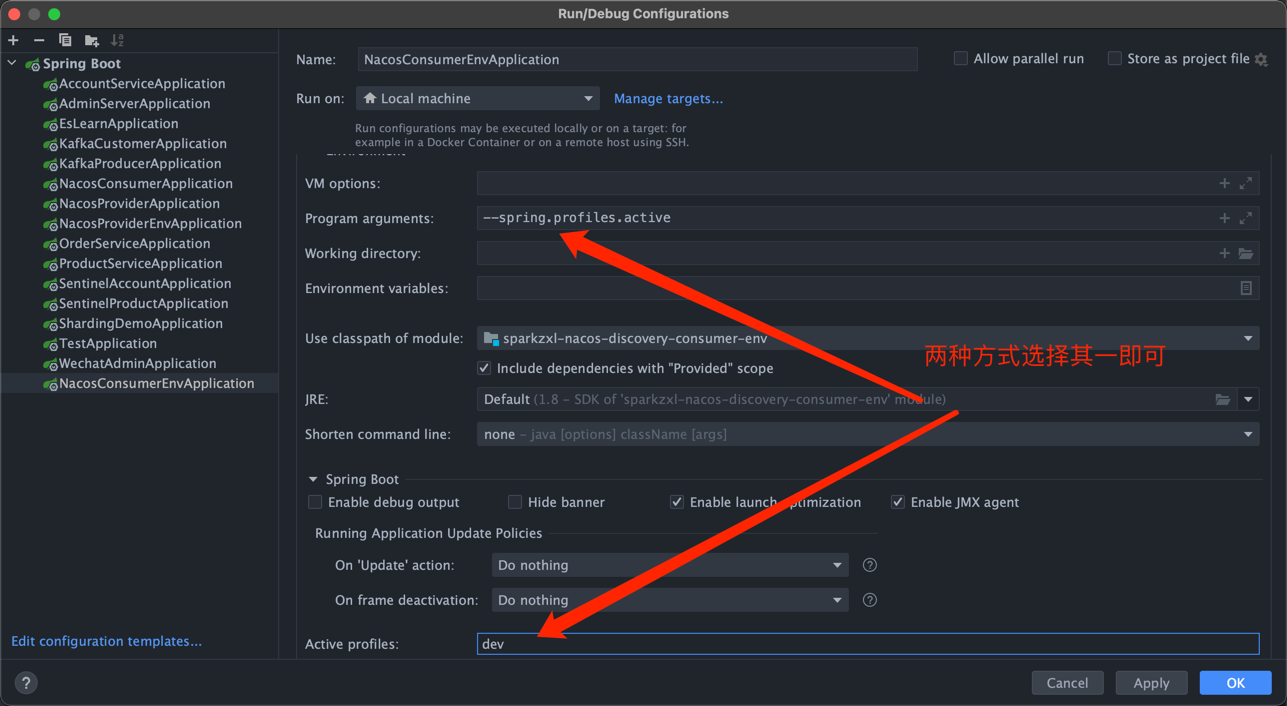 Run/Debug Configurations
Spring Boot
AccountServiceApplication
AdminServerApplication
EsLearnApplication
KafkaCustomerApplication
KafkaProducerApplication
NacosConsumerApplication
NacosProviderApplication
NacosProviderEnvApplication
OrderServiceApplication
ProductServiceApplication
SentinelAccountApplication
SentinelProductApplication
ShardingDemoApplication
TestApplication
WechatAdminApplication
NacosConsumerEnvApplication
Edit configuration templates...
Name: NacosConsumerEnvApplication Allow parallel run Store as project file
Run on: Local machine Manage targets...
Run configurations may be executed locally or on a target: for
example in a Docker Container or on a remote host using SSH.
Environment
VM options:
Program arguments: --spring.profiles.active
Working directory:
Environment variables:
Use classpath of module: sparkzxl-nacos-discovery-consumer-env
两种方式选择其一即可
Include dependencies with "Provided" scope
JRE: Default (1.8 - SDK of 'sparkzxl-nacos-discovery-consumer-env' module)
Shorten command line: none - java [options] className [args]
Spring Boot
Enable debug output Hide banner Enable launch optimization Enable JMX agent
Running Application Update Policies
On 'Update' action: Do nothing ?
On frame deactivation: Do nothing ?
Active profiles: dev
? Cancel Apply OK